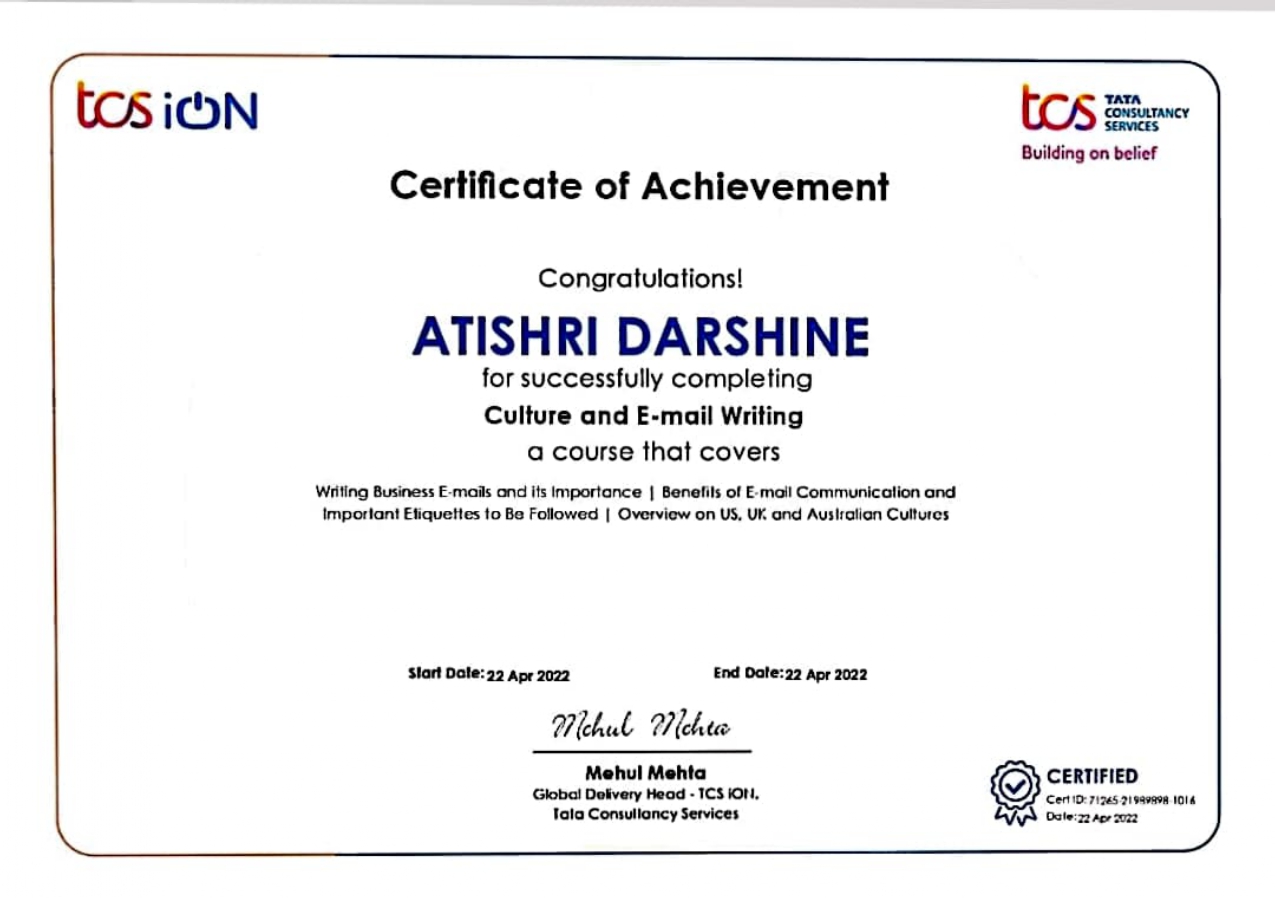 tcs iON
tcs TATA
CONSULTANCY
SERVICES
Building on belief
Certificate of Achievement
Congratulations!
ATISHRI DARSHINE
for successfully completing
Culture and E-mail Writing
a course that covers
Writing Business E-mails and its Importance | Benefits of E-mail Communication and
Important Etiquettes to Be Followed | Overview on US, UK and Australian Cultures
Start Date: 22 Apr 2022
End Date: 22 Apr 2022
Mehul Mehta
Mehul Mehta
Global Delivery Head - TCS iON,
Tata Consultancy Services
CERTIFIED
Cert ID: 71265-21989898-1016
Date: 22 Apr 2022